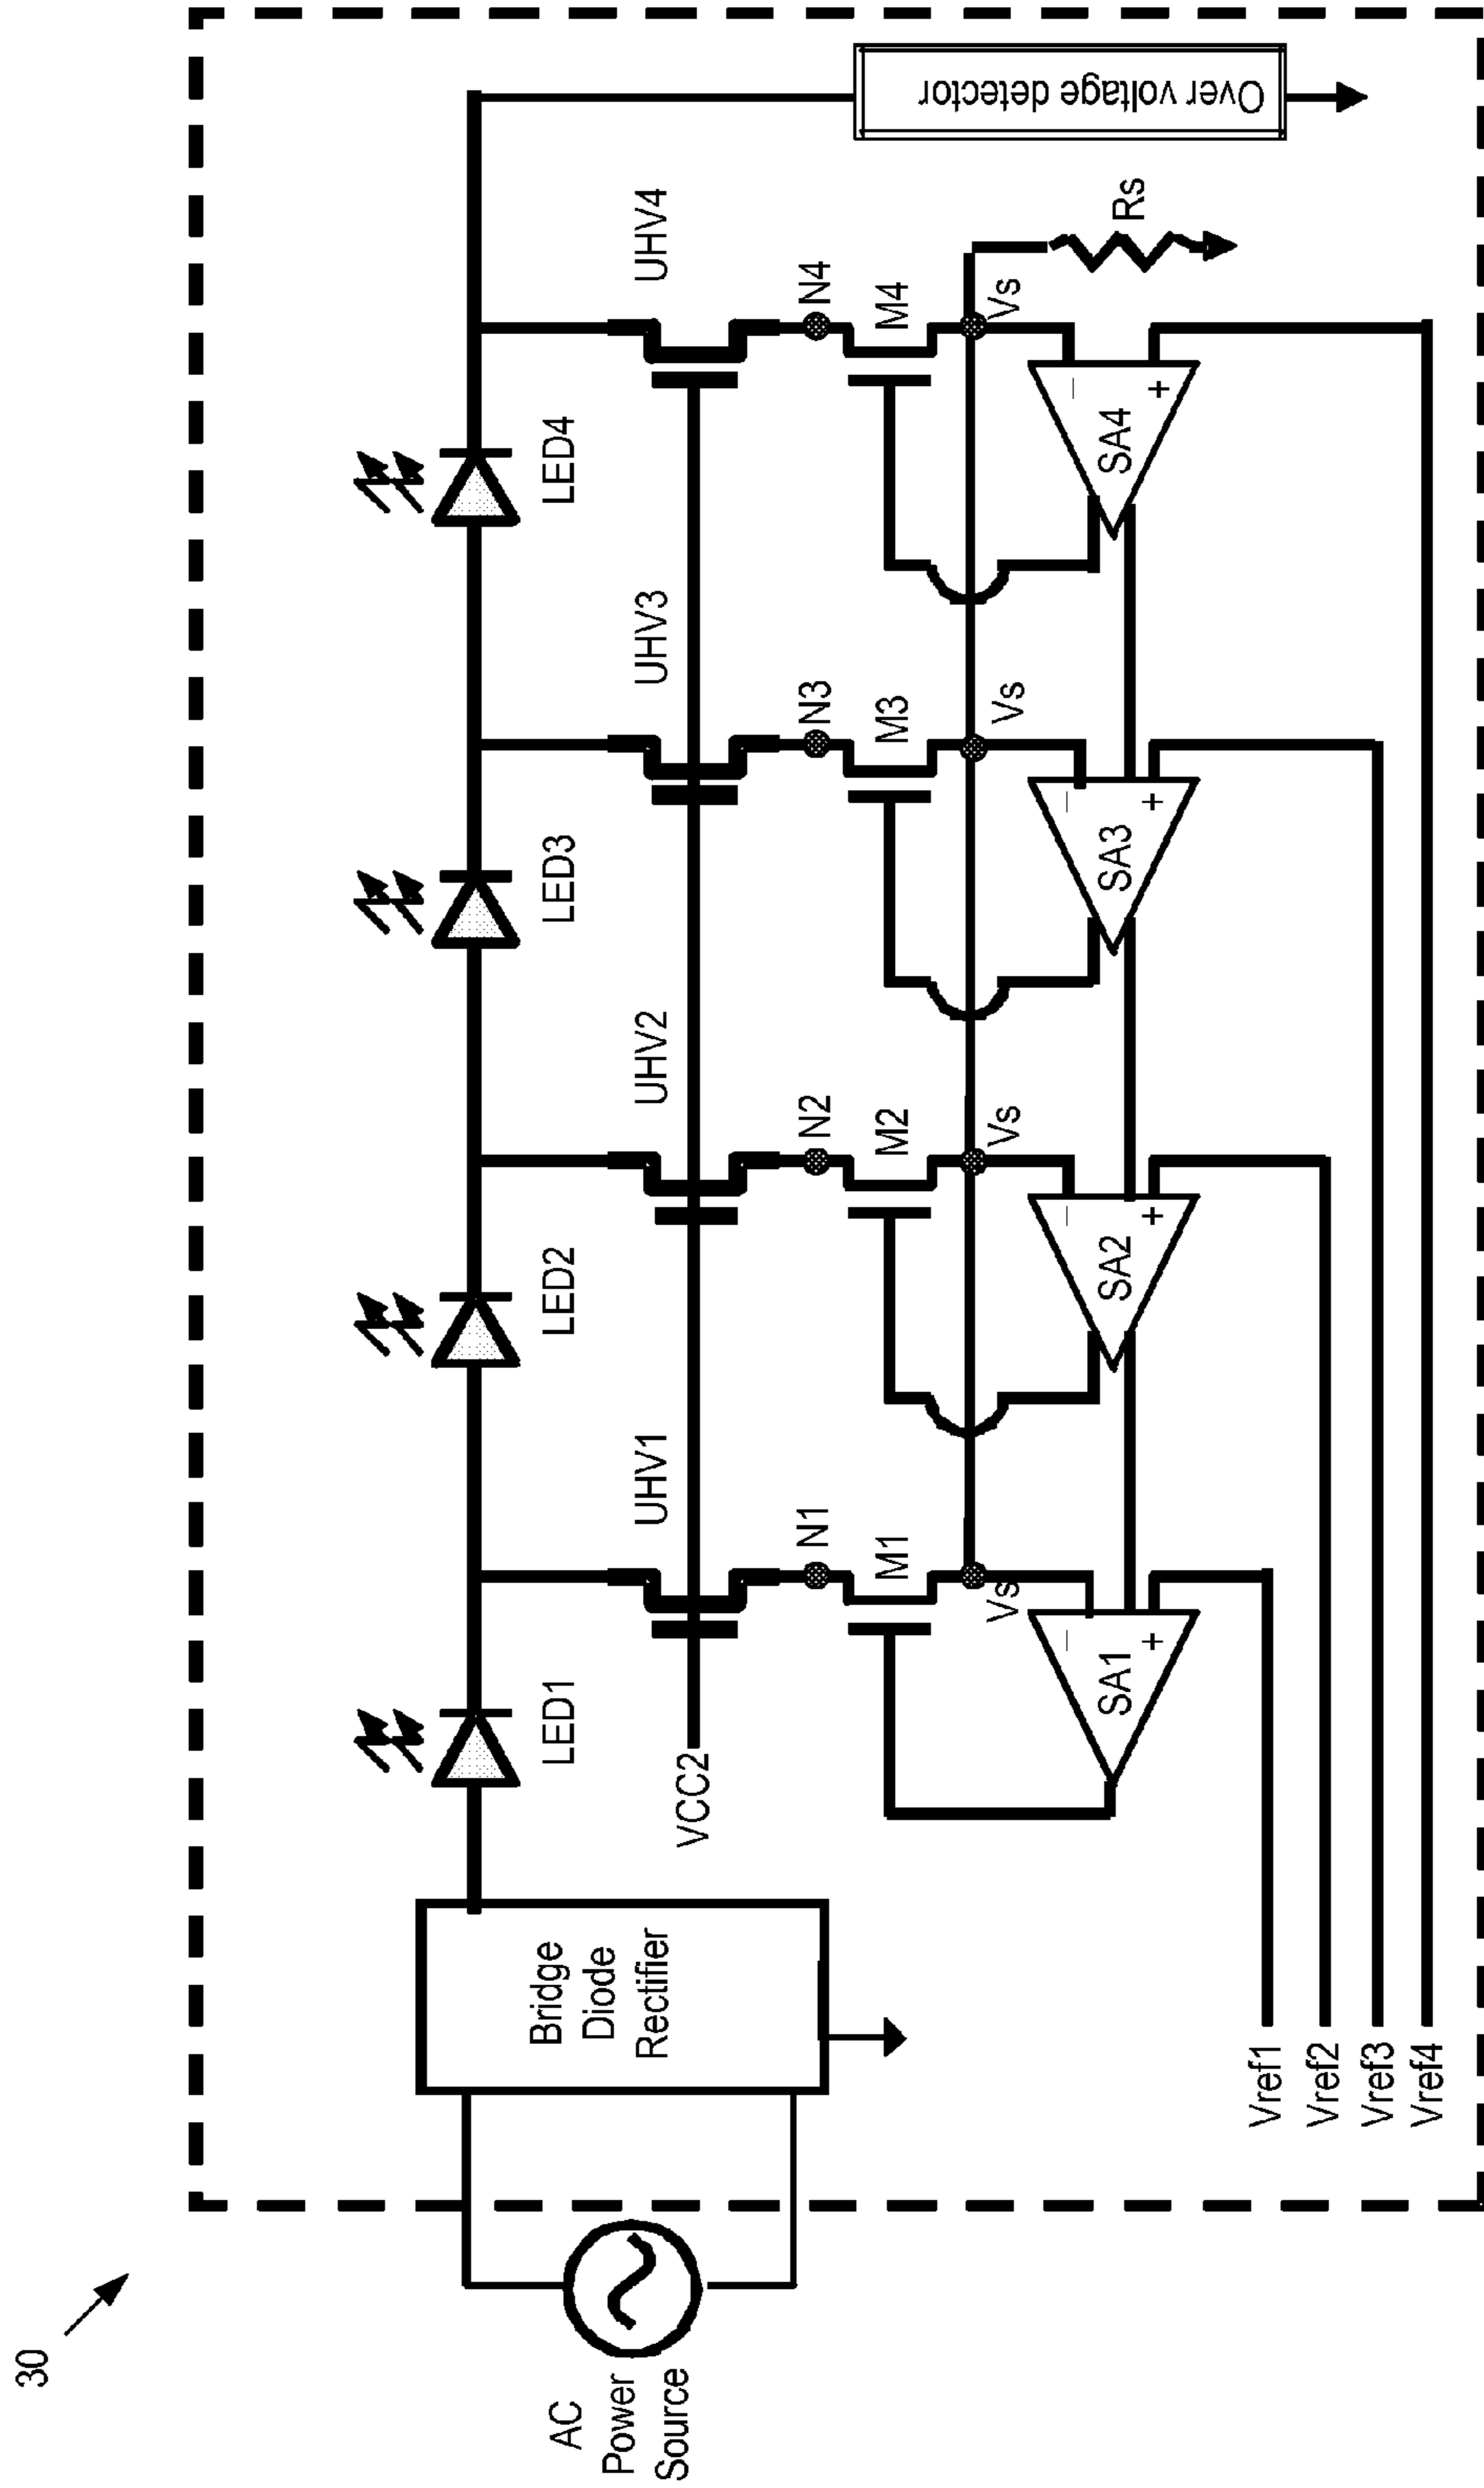 30
AC
Power
Source
Bridge
Diode
Rectifier
LED1
LED2
LED3
LED4
UHV1
UHV2
UHV3
UHV4
VCC2
N1
N2
N3
N4
M1
M2
M3
M4
Vs
Vs
Vs
Vs
Rs
Over voltage detector
−
+
SA1
−
+
SA2
−
+
SA3
−
+
SA4
Vref1
Vref2
Vref3
Vref4